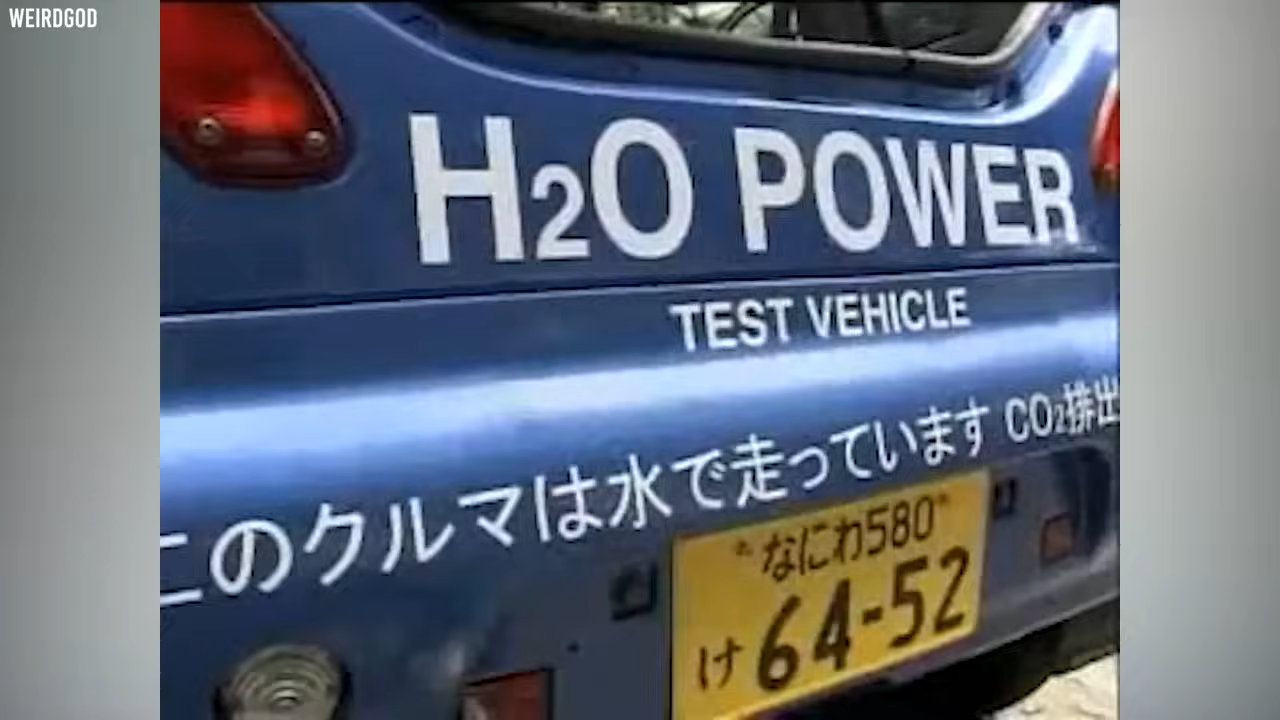 WEIRDGOD
H2O POWER
TEST VEHICLE
このクルマは水で走っています CO2排出
なにわ580
け 64-52